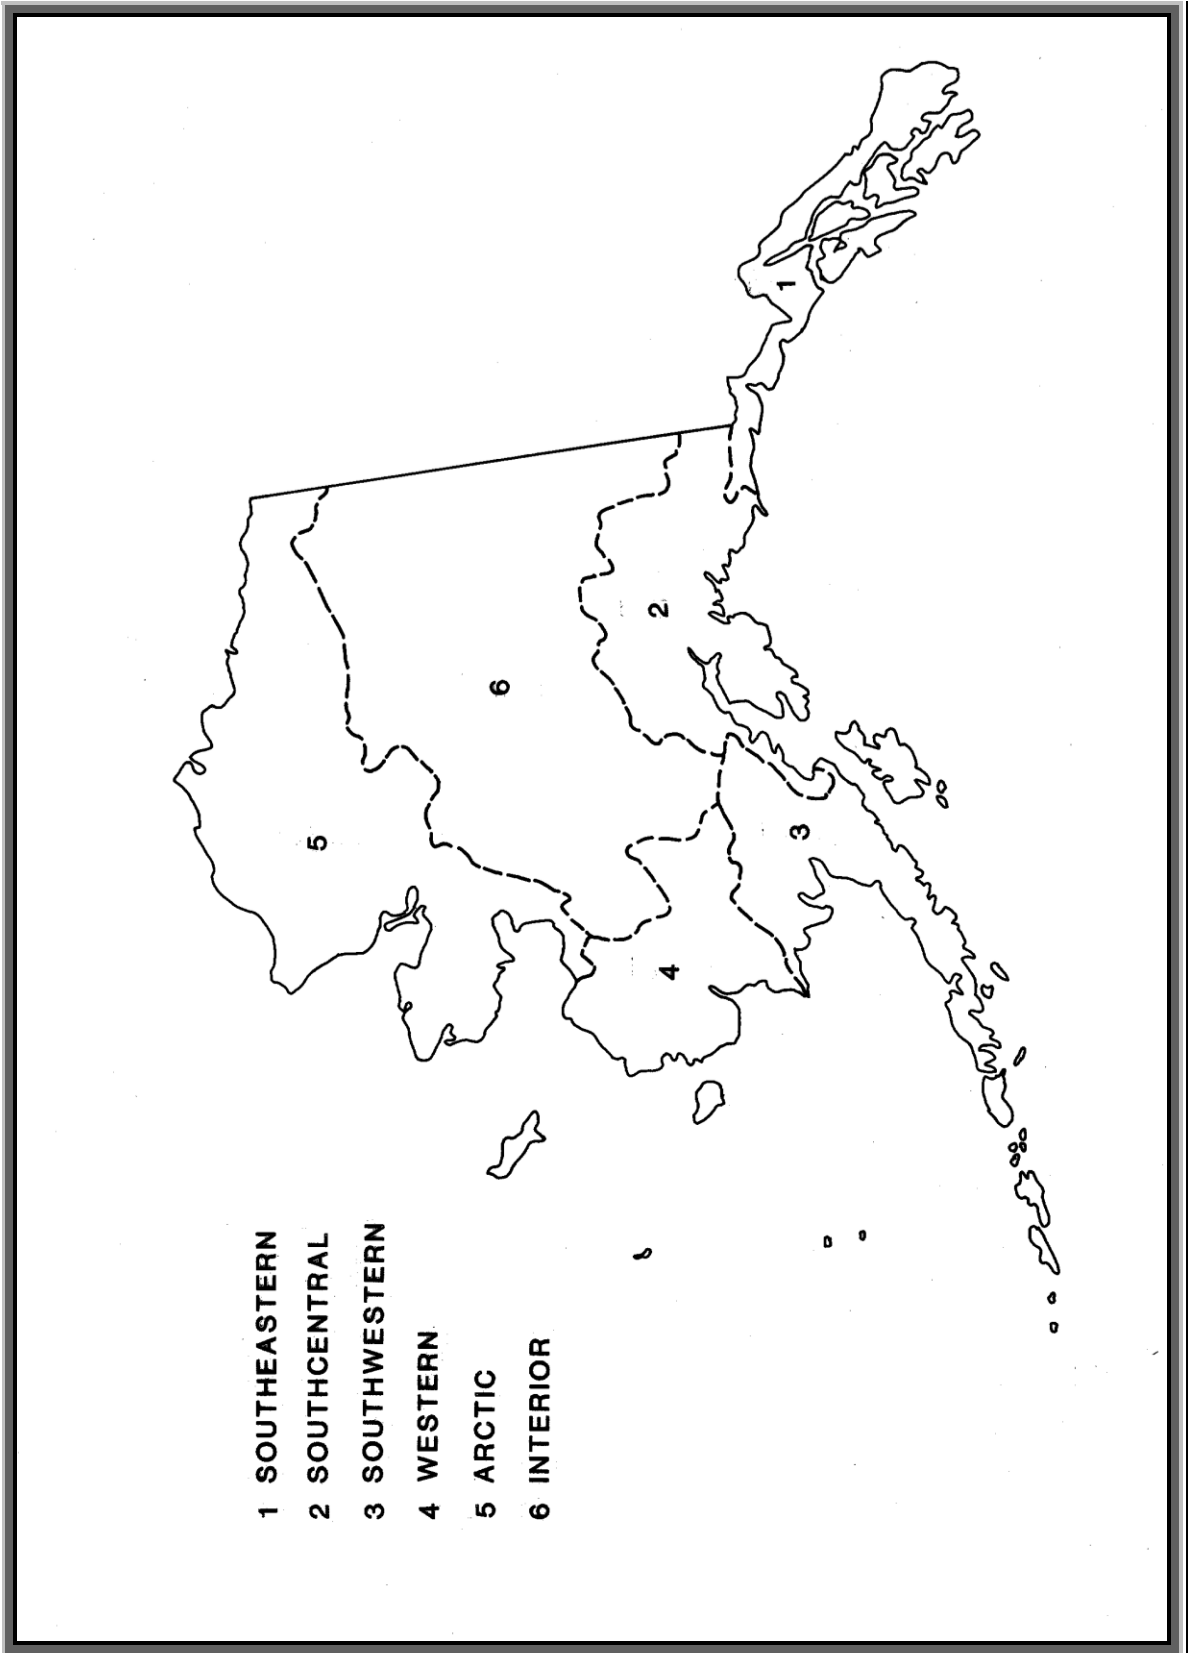 1 SOUTHEASTERN
2 SOUTHCENTRAL
3 SOUTHWESTERN
4 WESTERN
5 ARCTIC
6 INTERIOR
5
6
4
3
2
1